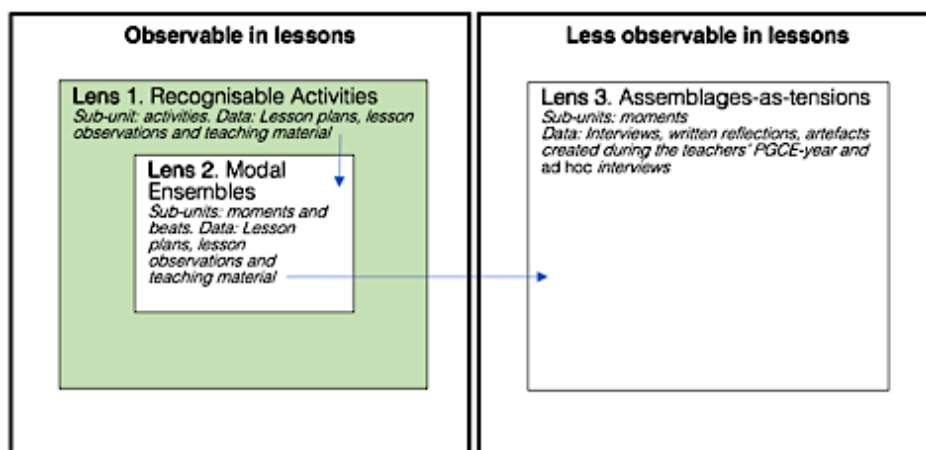 Observable in lessons
Lens 1. Recognisable Activities
Sub-unit: activities. Data: Lesson plans, lesson
observations and teaching material
Lens 2. Modal
Ensembles
Sub-units: moments and
beats. Data: Lesson
plans, lesson
observations and
teaching material
Less observable in lessons
Lens 3. Assemblages-as-tensions
Sub-units: moments
Data: Interviews, written reflections, artefacts
created during the teachers' PGCE-year and
ad hoc interviews